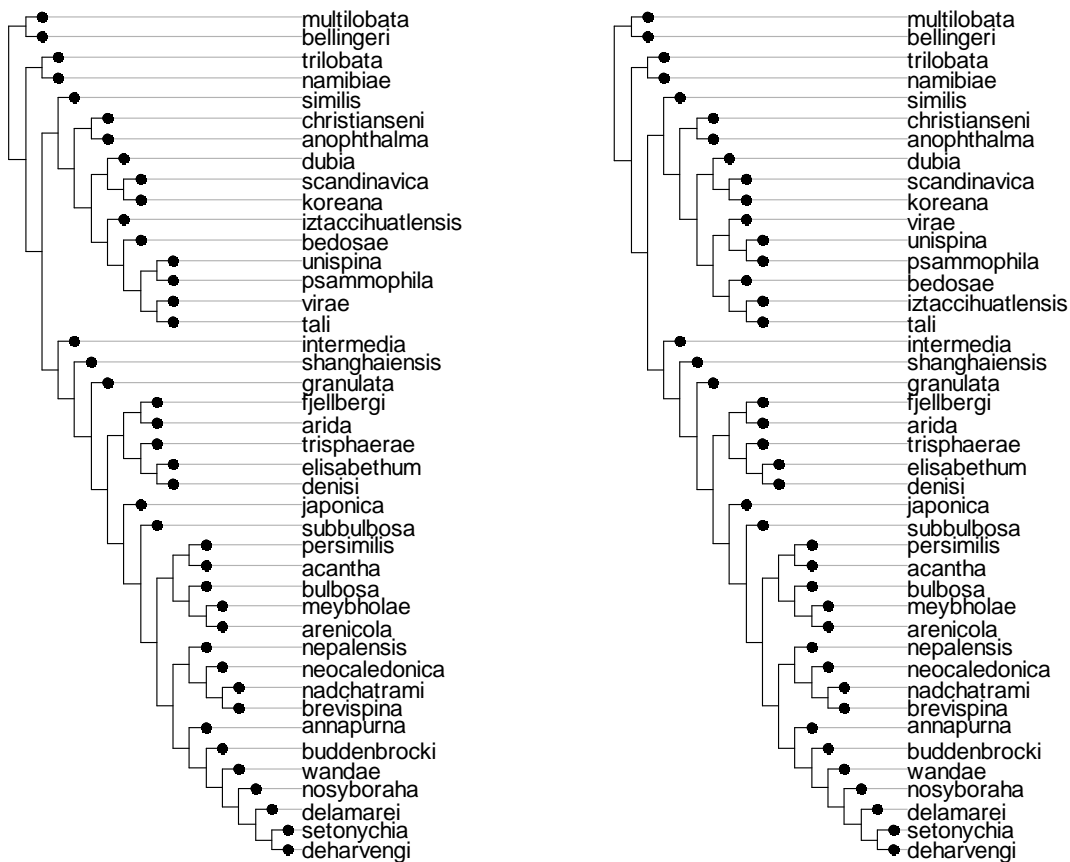 multilobata
bellingeri
trilobata
namibiae
similis
christianseni
anophthalma
dubia
scandinavica
koreana
iztaccihuatlensis
bedosae
unispina
psammophila
virae
tali
intermedia
shanghaiensis
granulata
fjellbergi
arida
trisphaerae
elisabethum
denisi
japonica
subbulbosa
persimilis
acantha
bulbosa
meybholae
arenicola
nepalensis
neocaledonica
nadchatrami
brevispina
annapurna
buddenbrocki
wandae
nosyboraha
delamarei
setonychia
deharvengi
multilobata
bellingeri
trilobata
namibiae
similis
christianseni
anophthalma
dubia
scandinavica
koreana
virae
unispina
psammophila
bedosae
iztaccihuatlensis
tali
intermedia
shanghaiensis
granulata
fjellbergi
arida
trisphaerae
elisabethum
denisi
japonica
subbulbosa
persimilis
acantha
bulbosa
meybholae
arenicola
nepalensis
neocaledonica
nadchatrami
brevispina
annapurna
buddenbrocki
wandae
nosyboraha
delamarei
setonychia
deharvengi